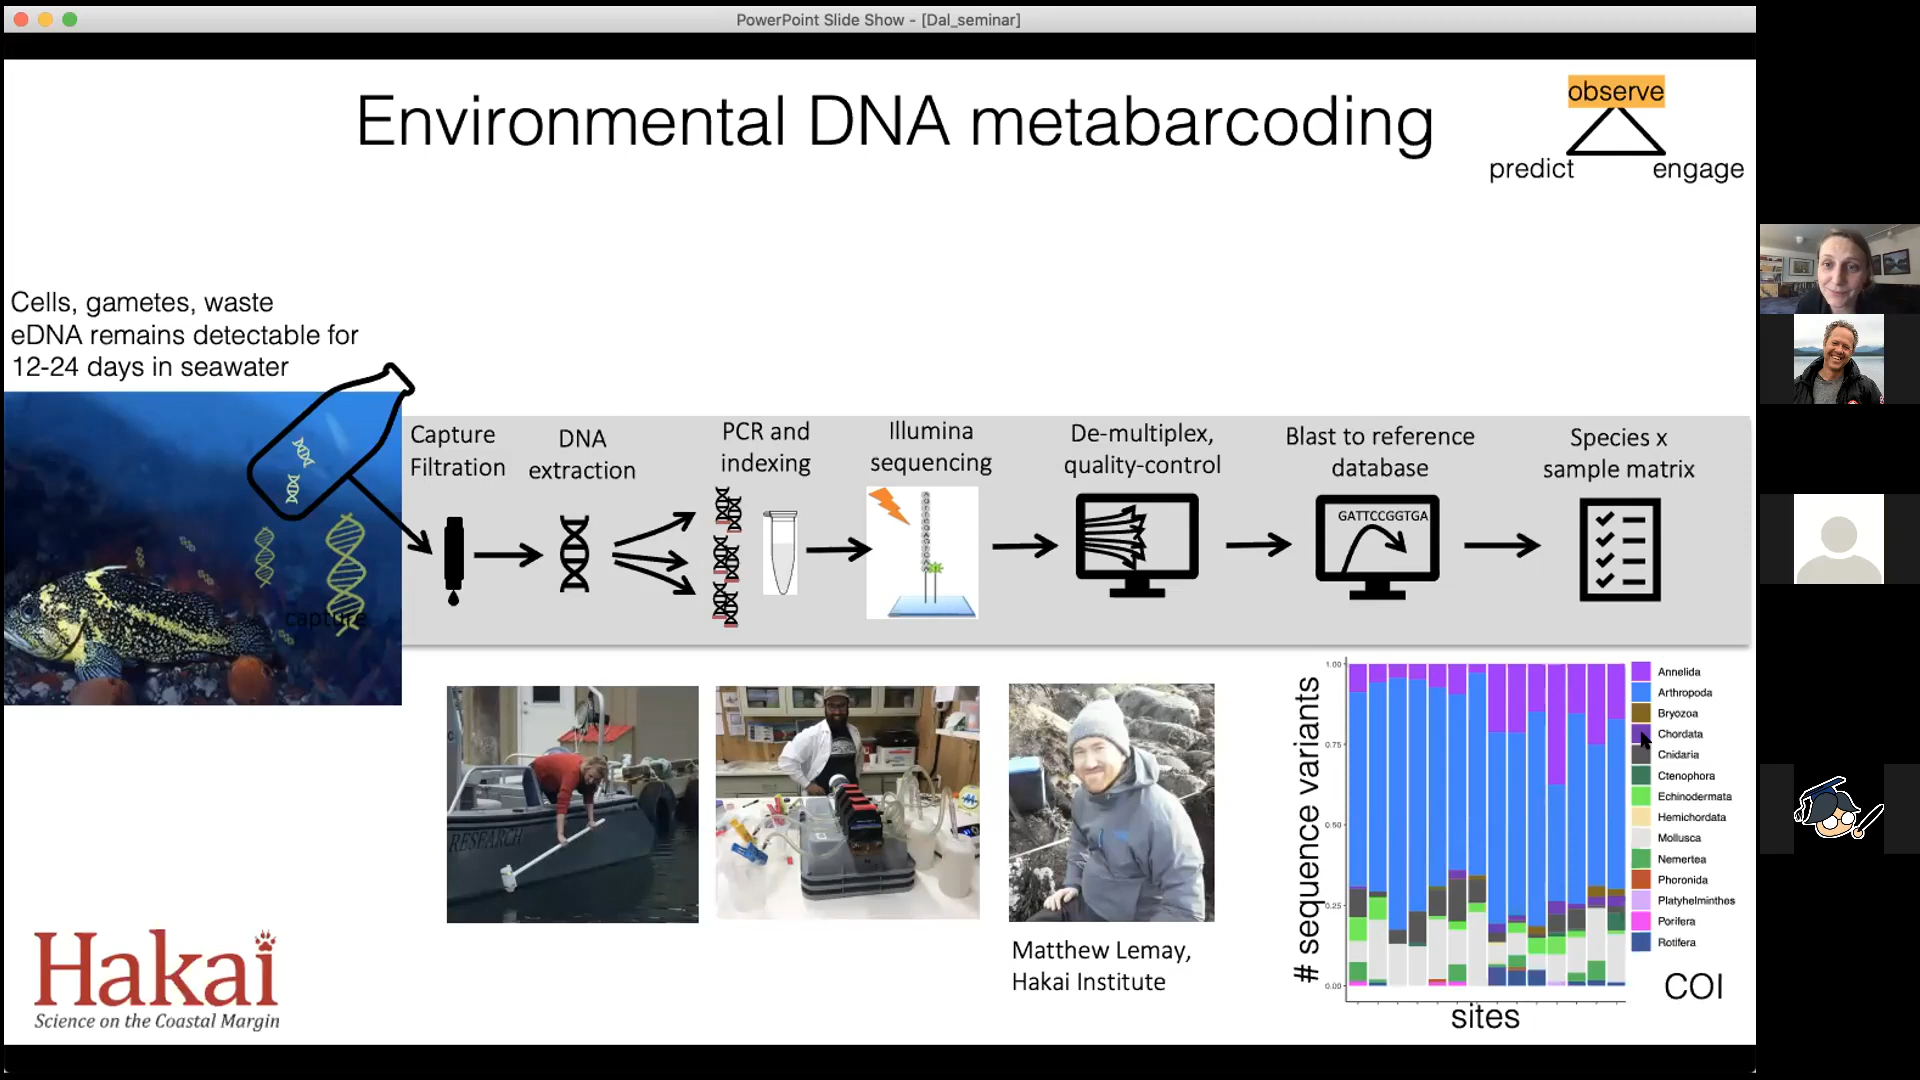 PowerPoint Slide Show - [Dal_seminar]
Environmental DNA metabarcoding
observe
predict
engage
Cells, gametes, waste
eDNA remains detectable for
12-24 days in seawater
capture
Capture
Filtration
DNA
extraction
PCR and
indexing
Illumina
sequencing
De-multiplex,
quality-control
Blast to reference
database
GATTCCGGTGA
Species x
sample matrix
RESEARCH
Matthew Lemay,
Hakai Institute
Hakai
Science on the Coastal Margin
# sequence variants
1.00
0.75
0.50
0.25
0.00
sites
Annelida
Arthropoda
Bryozoa
Chordata
Cnidaria
Ctenophora
Echinodermata
Hemichordata
Mollusca
Nemertea
Phoronida
Platyhelminthes
Porifera
Rotifera
COI